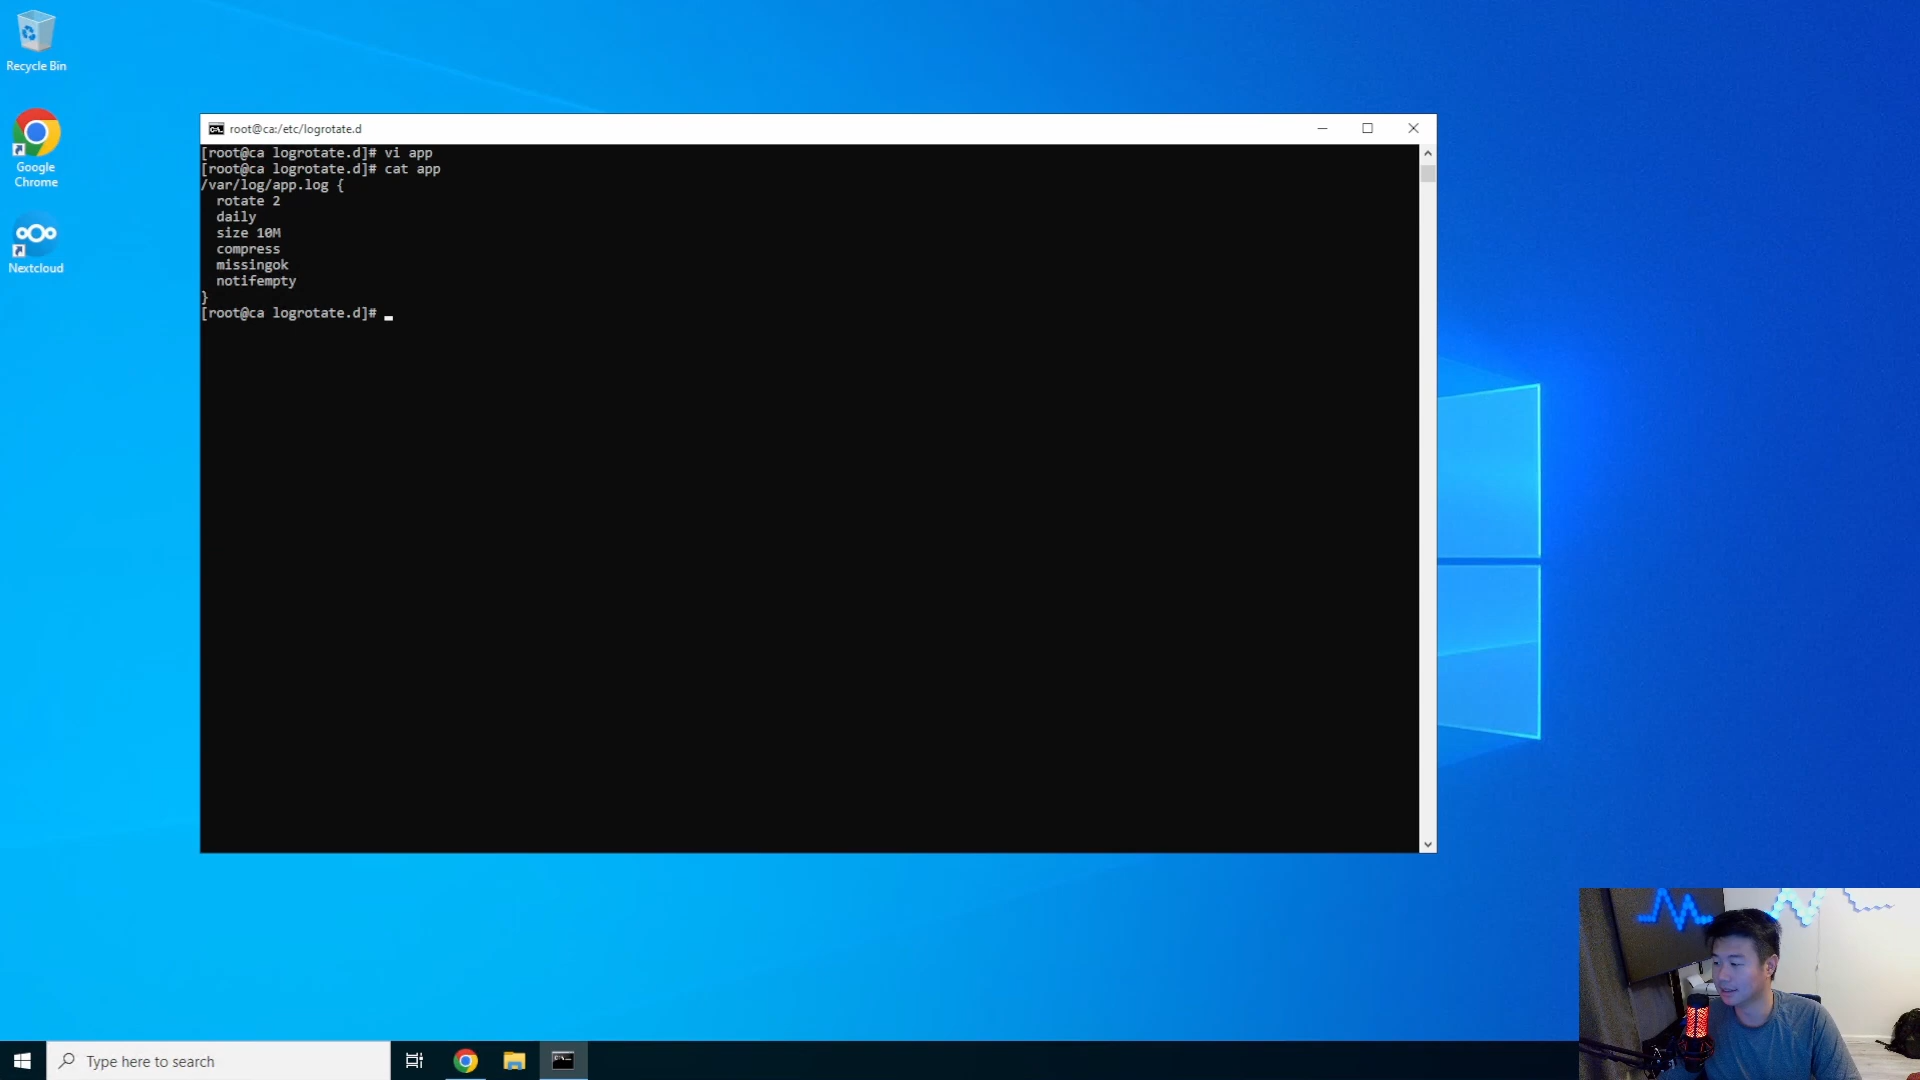 Recycle Bin
Google
Chrome
Nextcloud
root@ca:/etc/logrotate.d
[root@ca logrotate.d]# vi app
[root@ca logrotate.d]# cat app
/var/log/app.log {
  rotate 2
  daily
  size 10M
  compress
  missingok
  notifempty
}
[root@ca logrotate.d]#
Type here to search